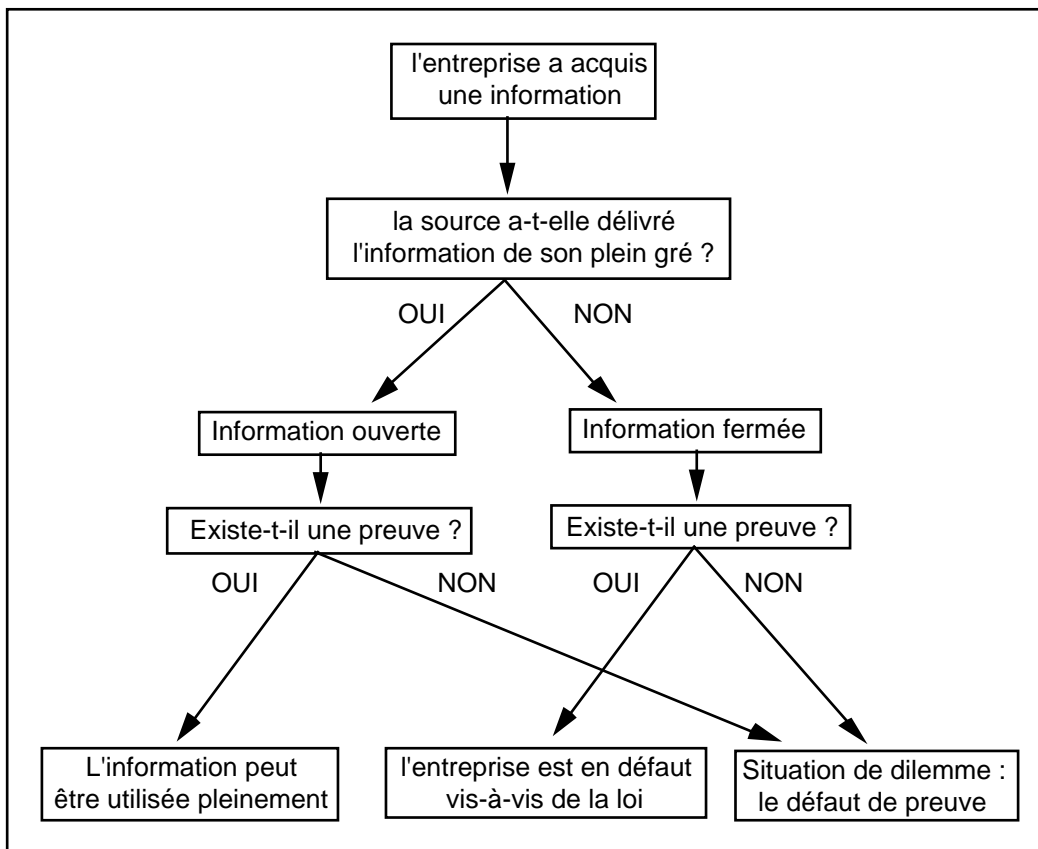 l'entreprise a acquis
une information
la source a-t-elle délivré
l'information de son plein gré ?
OUI
NON
Information ouverte
Information fermée
Existe-t-il une preuve ?
Existe-t-il une preuve ?
OUI
NON
OUI
NON
L'information peut
être utilisée pleinement
l'entreprise est en défaut
vis-à-vis de la loi
Situation de dilemme :
le défaut de preuve